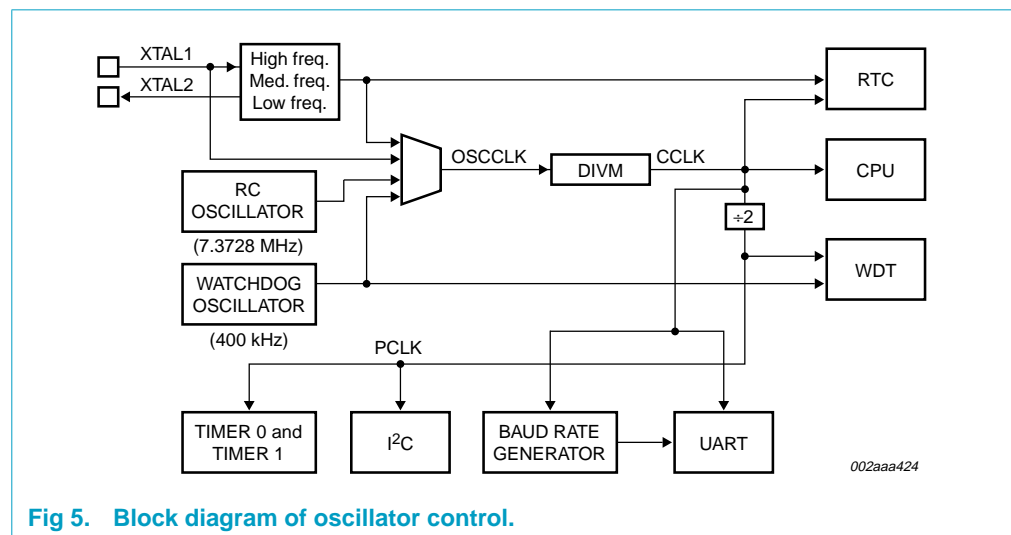 XTAL1
XTAL2
High freq.
Med. freq.
Low freq.
RTC
OSCCLK
DIVM
CCLK
CPU
RC
OSCILLATOR
(7.3728 MHz)
÷2
WDT
WATCHDOG
OSCILLATOR
(400 kHz)
PCLK
TIMER 0 and
TIMER 1
I²C
BAUD RATE
GENERATOR
UART
002aaa424
Fig 5. Block diagram of oscillator control.